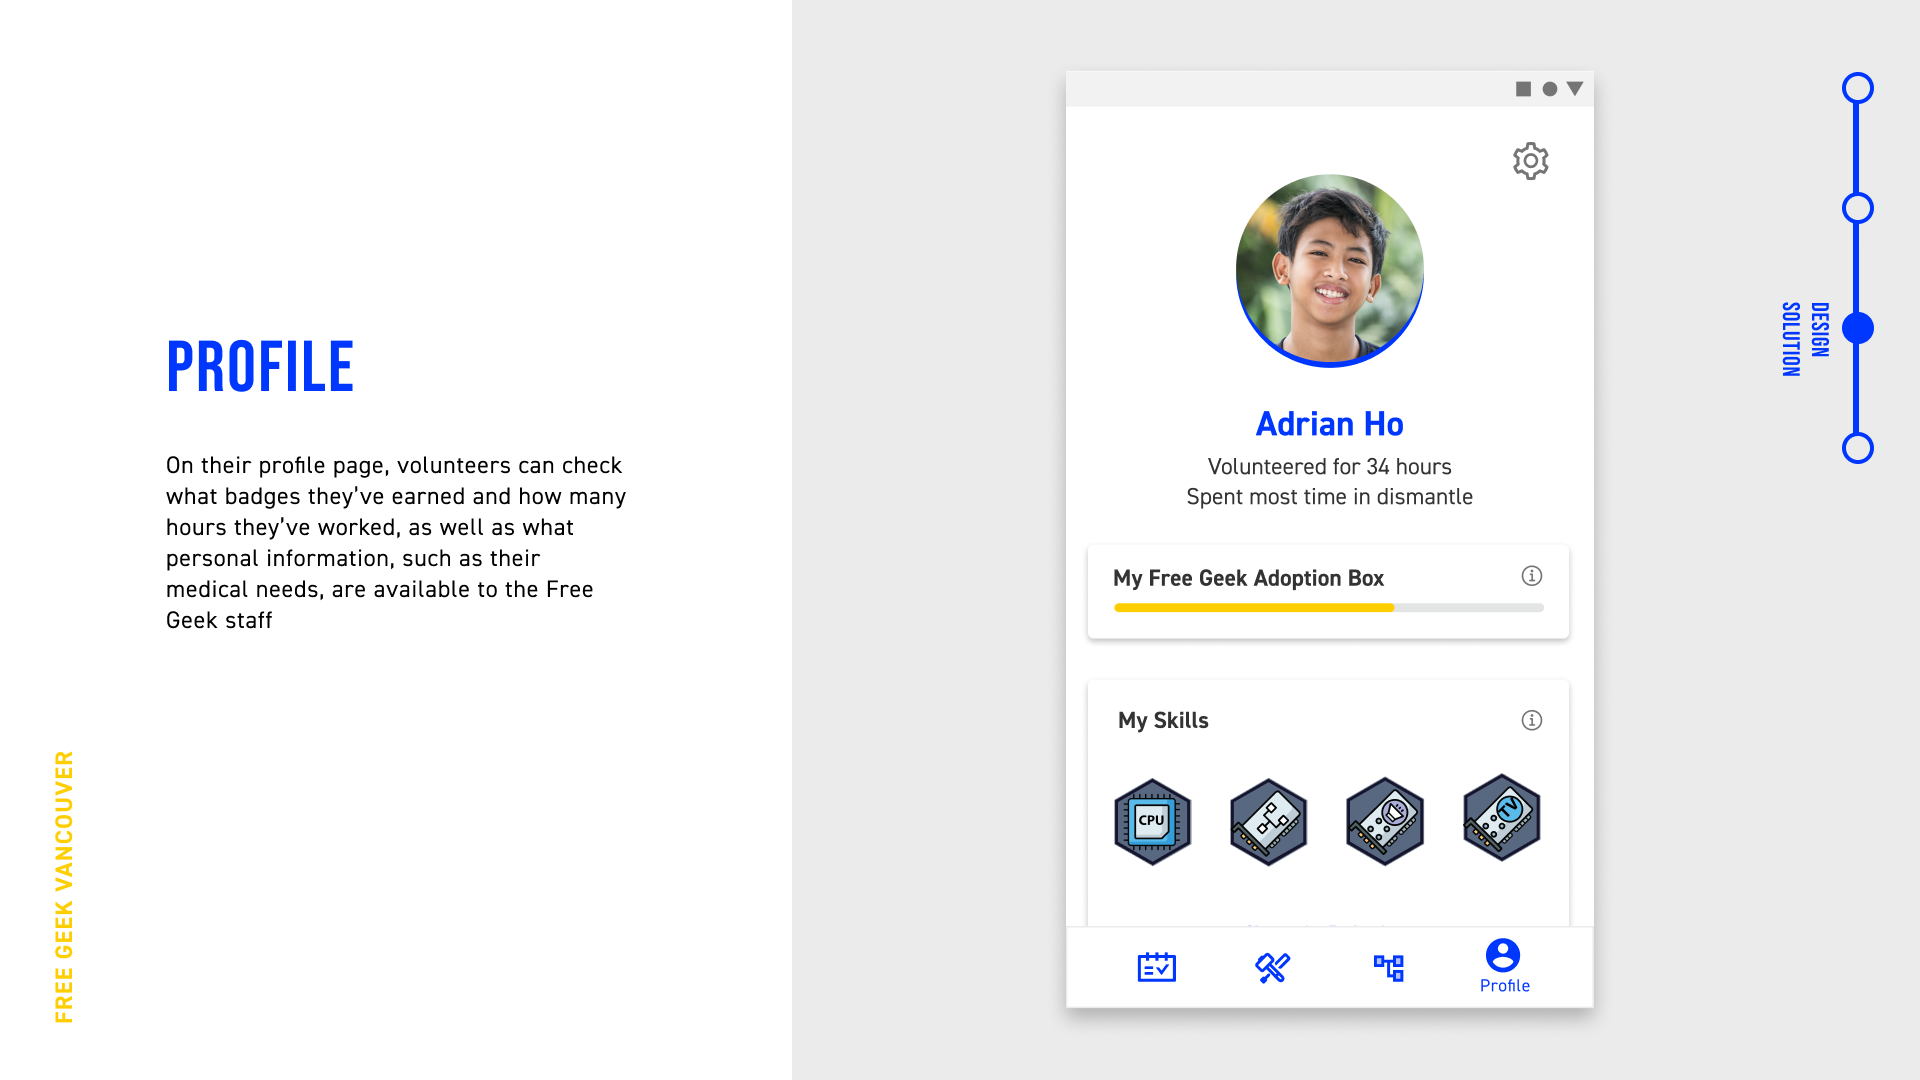 PROFILE
On their profile page, volunteers can check
what badges they’ve earned and how many
hours they’ve worked, as well as what
personal information, such as their
medical needs, are available to the Free
Geek staff
FREE GEEK VANCOUVER
Adrian Ho
Volunteered for 34 hours
Spent most time in dismantle
My Free Geek Adoption Box
My Skills
CPU
TV
Profile
DESIGN
SOLUTION